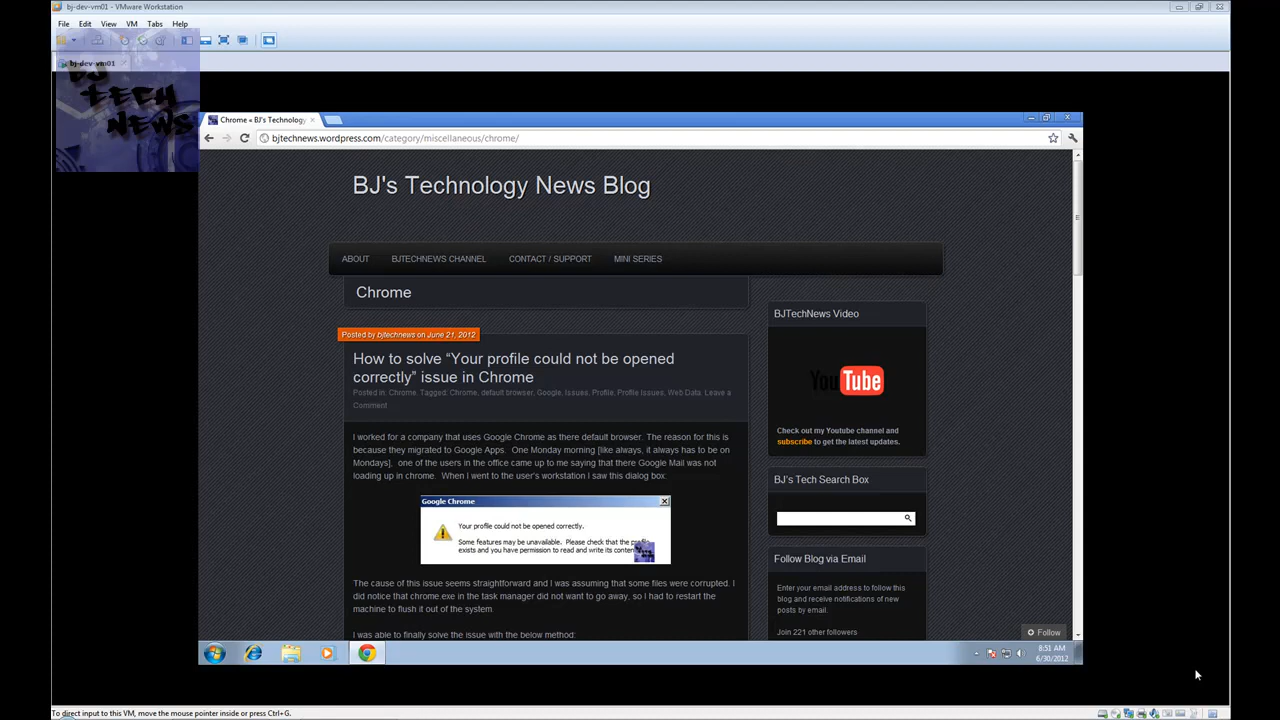 bj-dev-vm01 - VMware Workstation
File Edit View VM Tabs Help
bj-dev-vm01
BJ TECH NEWS
Chrome « BJ's Technology
bjtechnews.wordpress.com/category/miscellaneous/chrome/
BJ's Technology News Blog
ABOUT BJTECHNEWS CHANNEL CONTACT / SUPPORT MINI SERIES
Chrome
Posted by bjtechnews on June 21, 2012
How to solve “Your profile could not be opened
correctly” issue in Chrome
Posted in: Chrome. Tagged: Chrome, default browser, Google, Issues, Profile, Profile Issues, Web Data. Leave a
Comment
I worked for a company that uses Google Chrome as there default browser. The reason for this is
because they migrated to Google Apps. One Monday morning [like always, it always has to be on
Mondays], one of the users in the office came up to me saying that there Google Mail was not
loading up in chrome. When I went to the user's workstation I saw this dialog box:
Google Chrome
Your profile could not be opened correctly.
Some features may be unavailable. Please check that the
exists and you have permission to read and write its
The cause of this issue seems straightforward and I was assuming that some files were corrupted. I
did notice that chrome.exe in the task manager did not want to go away, so I had to restart the
machine to flush it out of the system.
I was able to finally solve the issue with the below method:
BJTechNews Video
YouTube
Check out my Youtube channel and
subscribe to get the latest updates.
BJ's Tech Search Box
Follow Blog via Email
Enter your email address to follow this
blog and receive notifications of new
posts by email.
Join 221 other followers
Follow
8:51 AM
6/30/2012
To direct input to this VM, move the mouse pointer inside or press Ctrl+G.